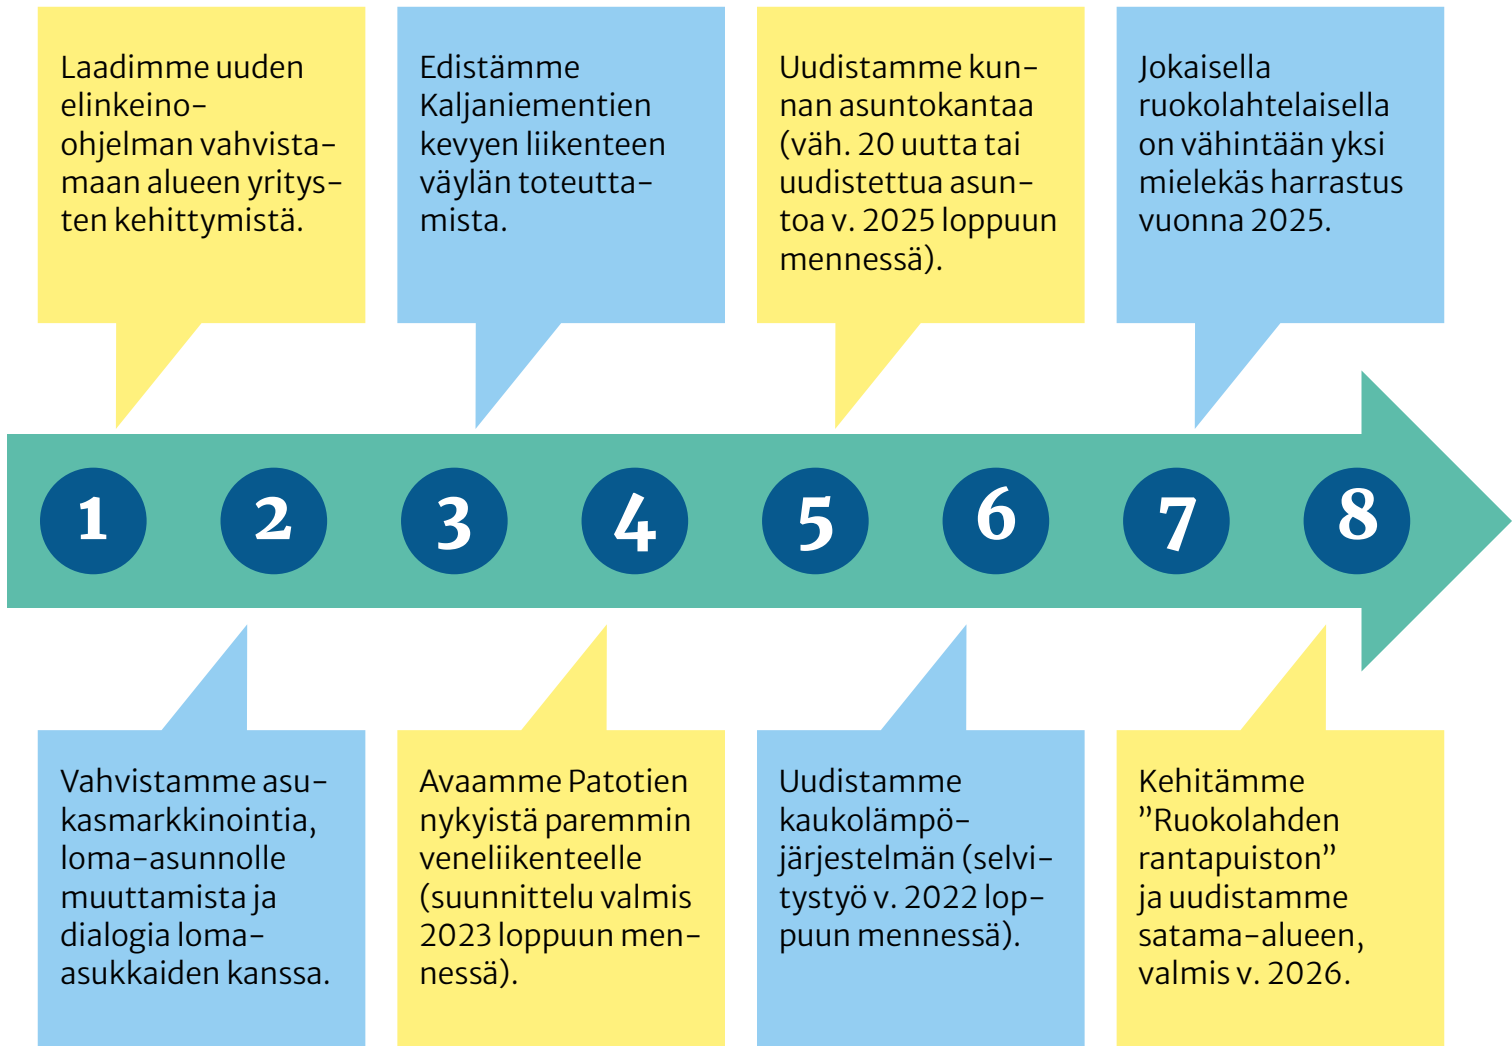 Laadimme uuden
elinkeino-
ohjelman vahvista-
maan alueen yritys-
ten kehittymistä.
Edistämme
Kaljaniementien
kevyen liikenteen
väylän toteutta-
mista.
Uudistamme kun-
nan asuntokantaa
(väh. 20 uutta tai
uudistettua asun-
toa v. 2025 loppuun
mennessä).
Jokaisella
ruokolahtelaisella
on vähintään yksi
mielekäs harrastus
vuonna 2025.
1 2 3 4 5 6 7 8
Vahvistamme asu-
kasmarkkinointia,
loma-asunnolle
muuttamista ja
dialogia loma-
asukkaiden kanssa.
Avaamme Patotien
nykyistä paremmin
veneliikenteelle
(suunnittelu valmis
2023 loppuun men-
nessä).
Uudistamme
kaukolämpö-
järjestelmän (selvi-
tystyö v. 2022 lop-
puun mennessä).
Kehitämme
”Ruokolahden
rantapuiston”
ja uudistamme
satama-alueen,
valmis v. 2026.